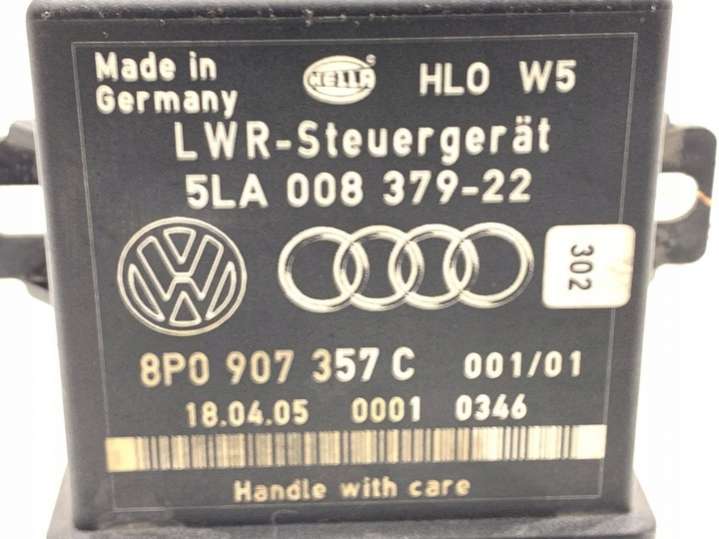 Made in
Germany
HELLA
HLO W5
LWR-Steuergerät
5LA 008 379-22
302
8P0 907 357 C 001/01
18.04.05 0001 0346
Handle with care